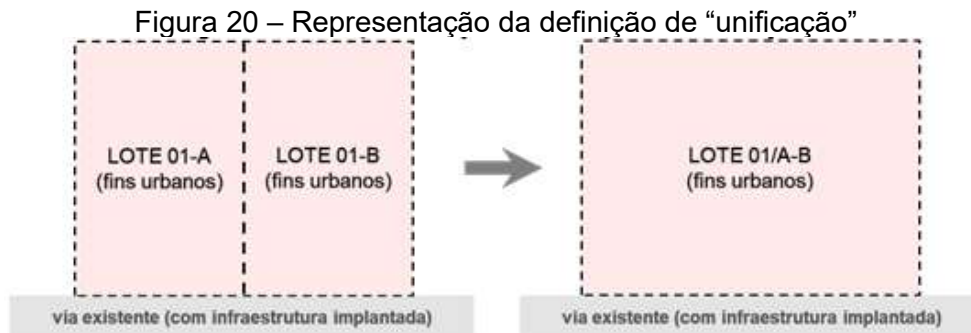 Figura 20 – Representação da definição de “unificação”
LOTE 01-A
(fins urbanos)
LOTE 01-B
(fins urbanos)
LOTE 01/A-B
(fins urbanos)
via existente (com infraestrutura implantada)
via existente (com infraestrutura implantada)